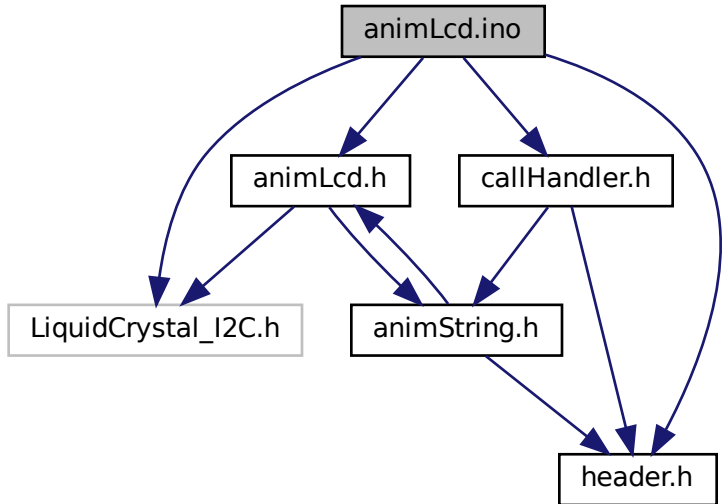 animLcd.ino
animLcd.h
callHandler.h
LiquidCrystal_I2C.h
animString.h
header.h